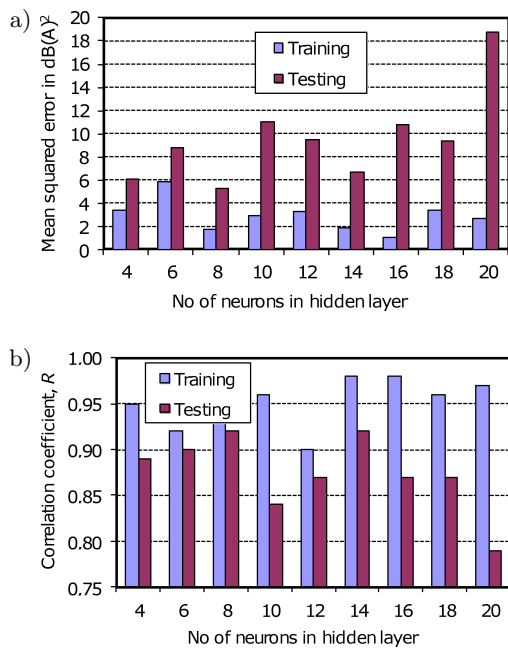 a)
Mean squared error in dB(A)²
20
18
16
14
12
10
8
6
4
2
0
Training
Testing
4 6 8 10 12 14 16 18 20
No of neurons in hidden layer
b)
Correlation coefficient, R
1.00
0.95
0.90
0.85
0.80
0.75
Training
Testing
4 6 8 10 12 14 16 18 20
No of neurons in hidden layer